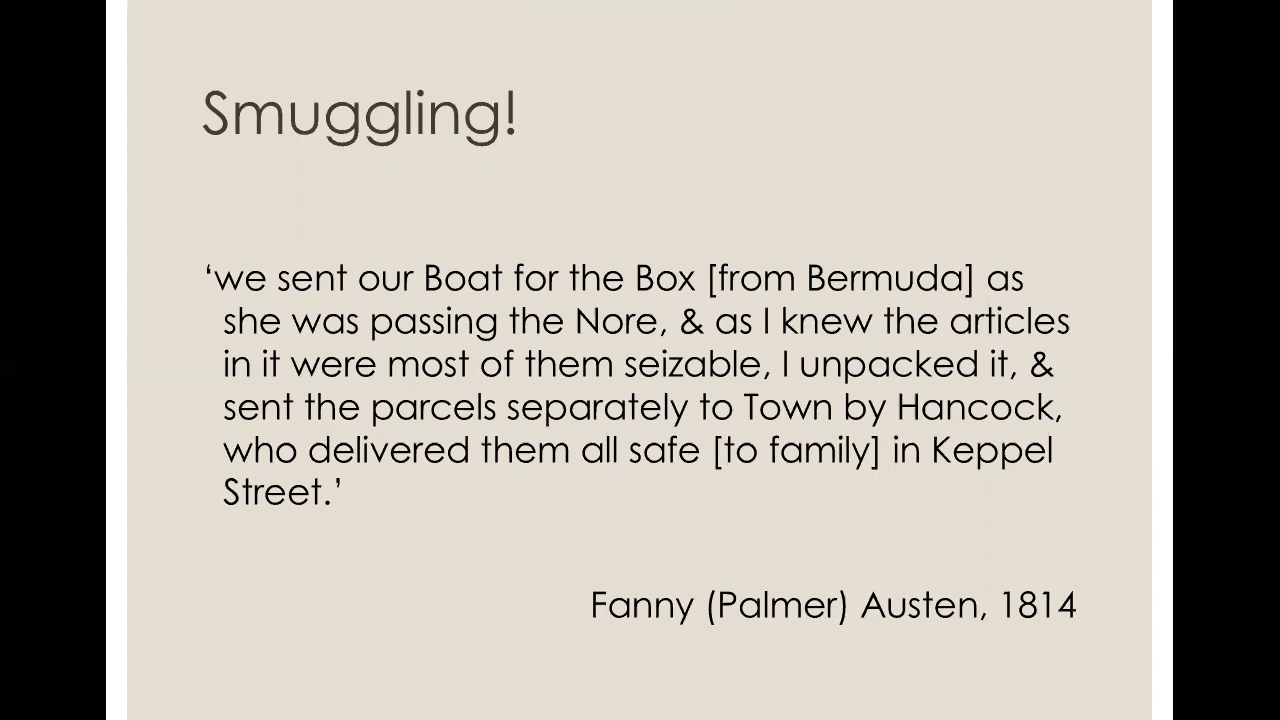 Smuggling!
‘we sent our Boat for the Box [from Bermuda] as
she was passing the Nore, & as I knew the articles
in it were most of them seizable, I unpacked it, &
sent the parcels separately to Town by Hancock,
who delivered them all safe [to family] in Keppel
Street.’
Fanny (Palmer) Austen, 1814